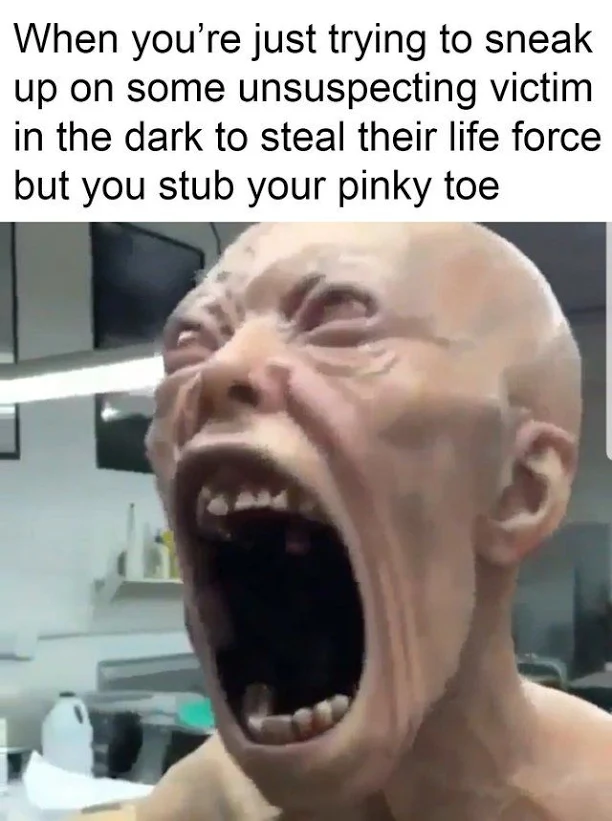 When you’re just trying to sneak
up on some unsuspecting victim
in the dark to steal their life force
but you stub your pinky toe